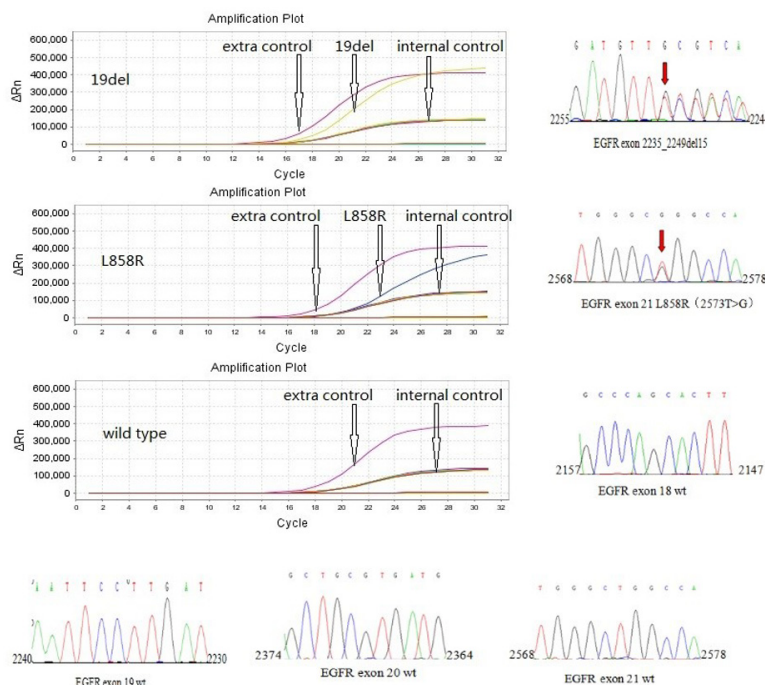 Amplification Plot
600,000
500,000
400,000
300,000
200,000
100,000
0
ΔRn
19del
extra control
19del
internal control
0 2 4 6 8 10 12 14 16 18 20 22 24 26 28 30 32
Cycle
G A T G T T G C G T C A
2255
224
EGFR exon 2235_2249del15
Amplification Plot
600,000
500,000
400,000
300,000
200,000
100,000
0
ΔRn
L858R
extra control
L858R
internal control
0 2 4 6 8 10 12 14 16 18 20 22 24 26 28 30 32
Cycle
T G G G C G G G C C A
2568
2578
EGFR exon 21 L858R（2573T>G）
Amplification Plot
600,000
500,000
400,000
300,000
200,000
100,000
0
ΔRn
wild type
extra control
internal control
0 2 4 6 8 10 12 14 16 18 20 22 24 26 28 30 32
Cycle
G C C C A G C A C T T
2157
2147
EGFR exon 18 wt
A A T T C C T T G A T
2240
2230
EGFR exon 19 wt
G C T G C G T G A T G
2374
2364
EGFR exon 20 wt
T G G G C T G G C C A
2568
2578
EGFR exon 21 wt